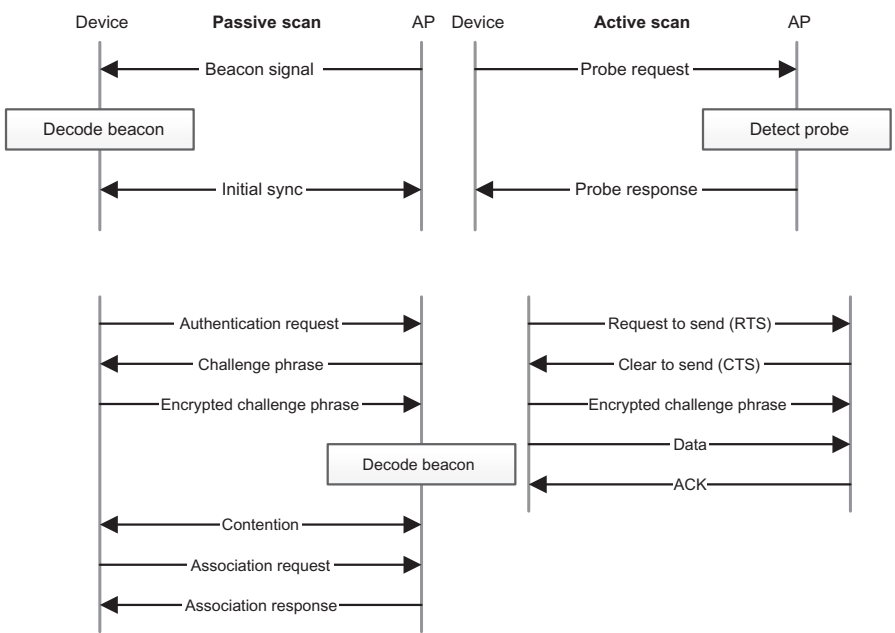 Device Passive scan AP Device Active scan AP
Beacon signal Probe request
Decode beacon Detect probe
Initial sync Probe response
Authentication request Request to send (RTS)
Challenge phrase Clear to send (CTS)
Encrypted challenge phrase Encrypted challenge phrase
Data
Decode beacon
ACK
Contention
Association request
Association response